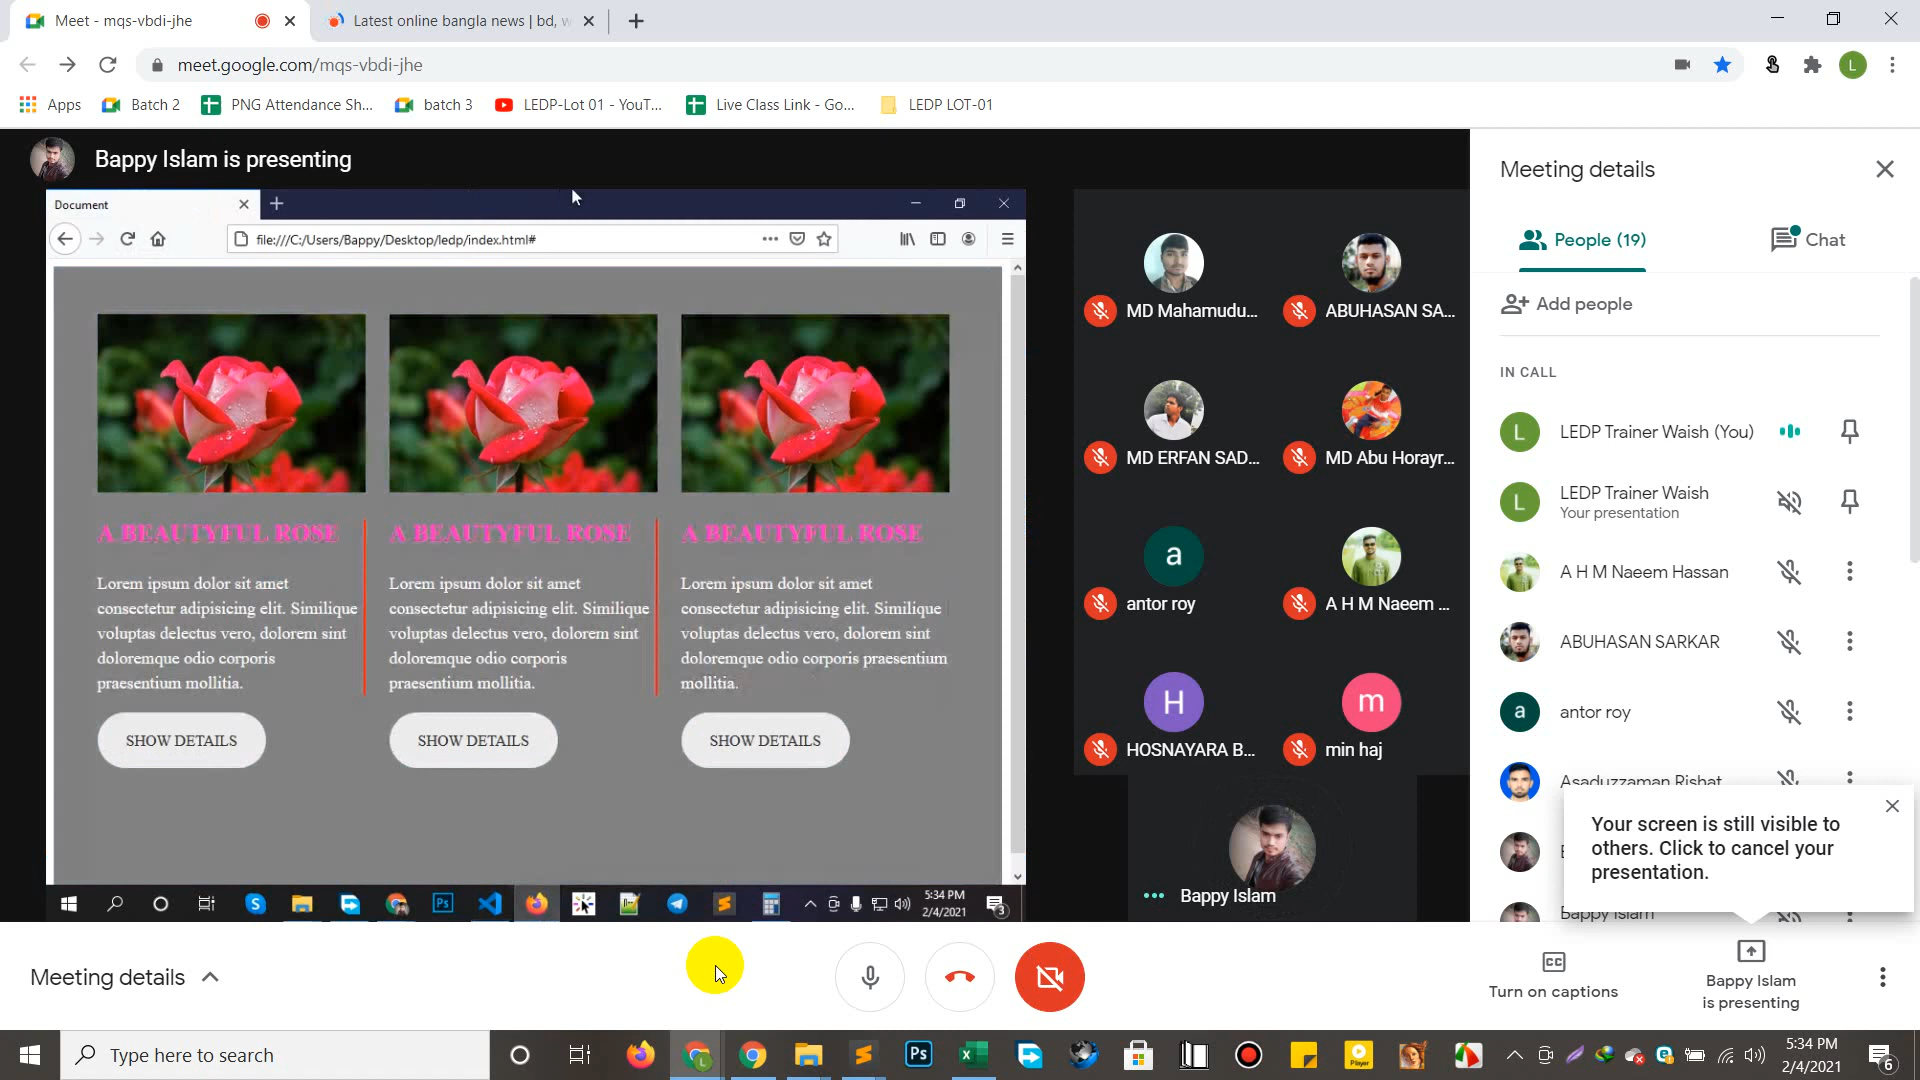 Meet - mqs-vbdi-jhe
Latest online bangla news | bd, w
meet.google.com/mqs-vbdi-jhe
L
Apps
Batch 2
PNG Attendance Sh...
batch 3
LEDP-Lot 01 - YouT...
Live Class Link - Go...
LEDP LOT-01
Bappy Islam is presenting
Document
file:///C:/Users/Bappy/Desktop/ledp/index.html#
A BEAUTYFUL ROSE
Lorem ipsum dolor sit amet
consectetur adipisicing elit. Similique
voluptas delectus vero, dolorem sint
doloremque odio corporis
praesentium mollitia.
SHOW DETAILS
A BEAUTYFUL ROSE
Lorem ipsum dolor sit amet
consectetur adipisicing elit. Similique
voluptas delectus vero, dolorem sint
doloremque odio corporis
praesentium mollitia.
SHOW DETAILS
A BEAUTYFUL ROSE
Lorem ipsum dolor sit amet
consectetur adipisicing elit. Similique
voluptas delectus vero, dolorem sint
doloremque odio corporis praesentium
mollitia.
SHOW DETAILS
Ps
5:34 PM
2/4/2021
3
MD Mahamudu...
ABUHASAN SA...
MD ERFAN SAD...
MD Abu Horayr...
a
antor roy
A H M Naeem ...
H
HOSNAYARA B...
m
min haj
Bappy Islam
Meeting details
People (19)
Chat
Add people
IN CALL
L
LEDP Trainer Waish (You)
L
LEDP Trainer Waish
Your presentation
A H M Naeem Hassan
ABUHASAN SARKAR
a
antor roy
Asaduzzaman Rishat
Bappy Islam
Your screen is still visible to
others. Click to cancel your
presentation.
Meeting details
CC
Turn on captions
Bappy Islam
is presenting
Type here to search
L
Ps
Player
5:34 PM
2/4/2021
6